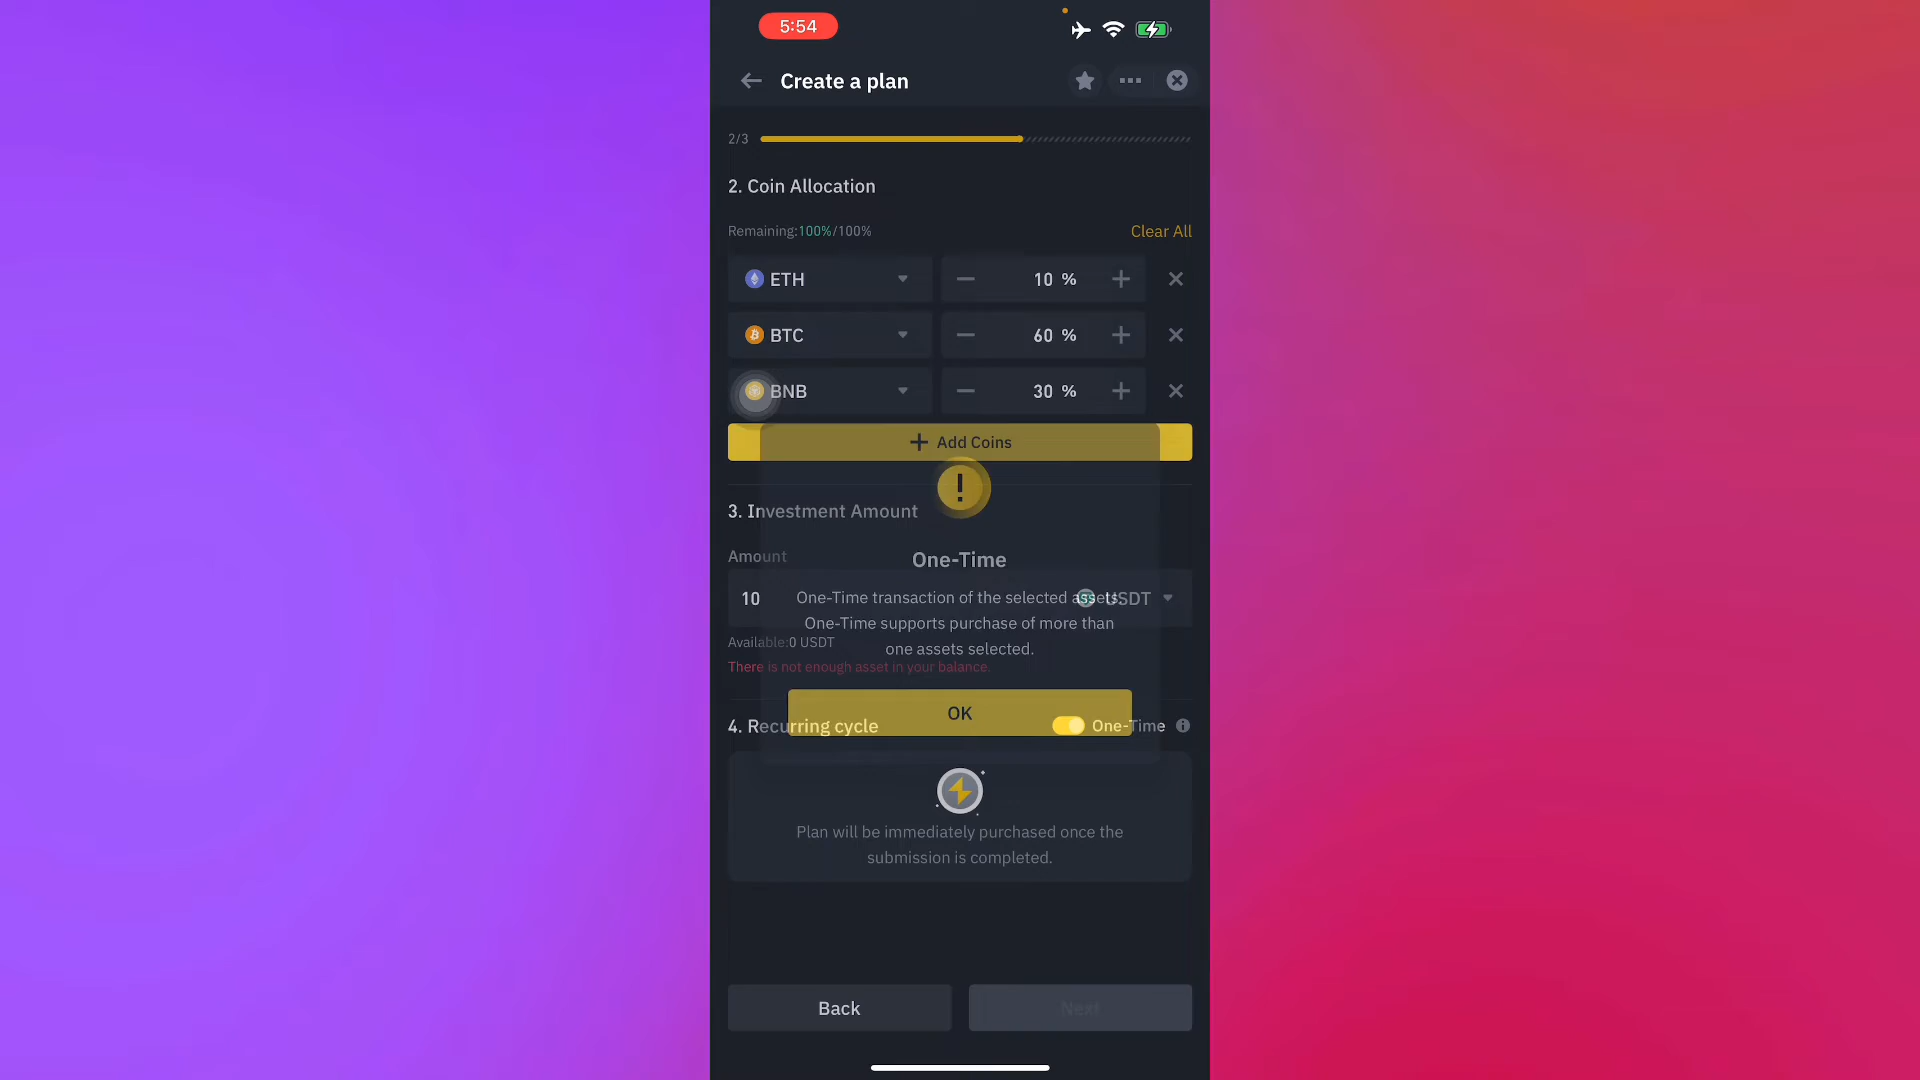 5:54
Create a plan
2/3
2. Coin Allocation
Remaining:100%/100%
Clear All
ETH
10 %
BTC
60 %
BNB
30 %
Add Coins
3. Investment Amount
Amount
One-Time
10
USDT
One-Time transaction of the selected assets.
One-Time supports purchase of more than
one assets selected.
Available:0 USDT
There is not enough asset in your balance.
OK
4. Recurring cycle
One-Time
Plan will be immediately purchased once the
submission is completed.
Back
Next